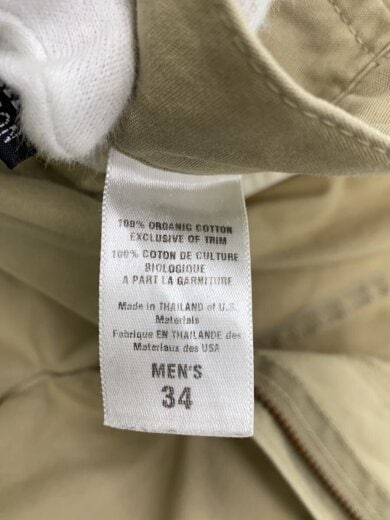 100% ORGANIC COTTON
EXCLUSIVE OF TRIM
100% COTON DE CULTURE
BIOLOGIQUE
A PART LA GARNITURE
Made in THAILAND of U.S.
Materials
Fabrique EN THAILANDE des
Materiaux des USA
MEN'S
34